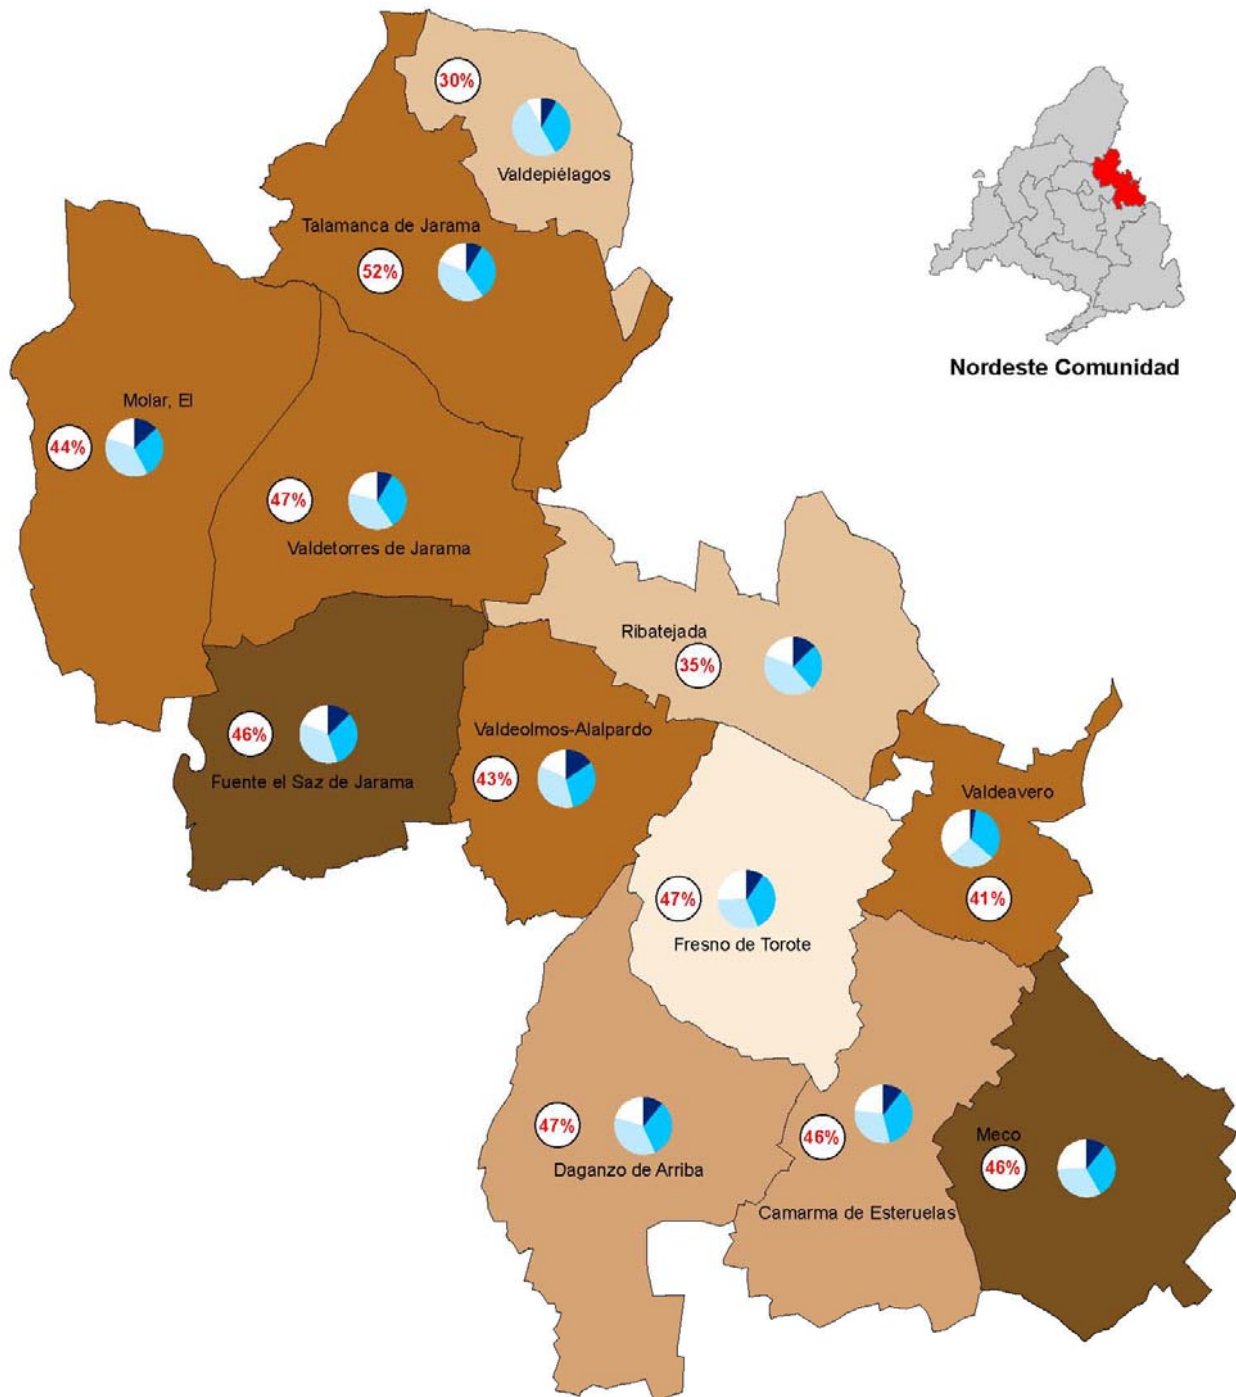 30%
Valdepiélagos
Talamanca de Jarama
52%
Nordeste Comunidad
Molar, El
44%
47%
Valdetorres de Jarama
Ribatejada
35%
46%
Fuente el Saz de Jarama
Valdeolmos-Alalpardo
43%
Valdeavero
41%
47%
Fresno de Torote
47%
Daganzo de Arriba
46%
Camarma de Esteruelas
Meco
46%